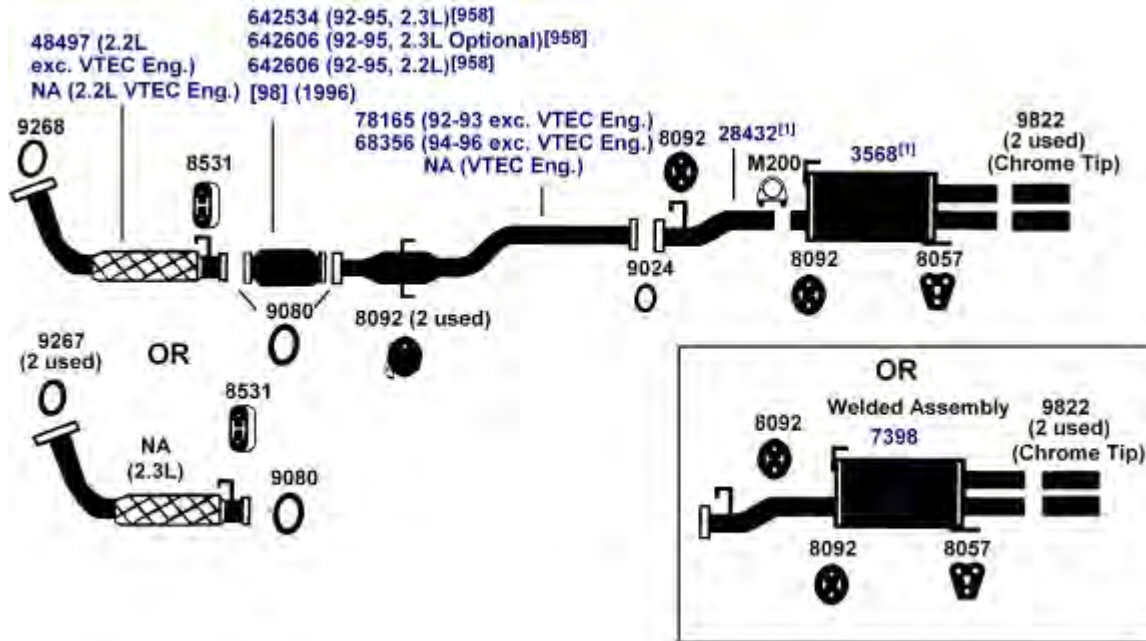 642534 (92-95, 2.3L)[958]
642606 (92-95, 2.3L Optional)[958]
642606 (92-95, 2.2L)[958]
[98] (1996)
48497 (2.2L
exc. VTEC Eng.)
NA (2.2L VTEC Eng.)
9268
8531
78165 (92-93 exc. VTEC Eng.)
68356 (94-96 exc. VTEC Eng.)
NA (VTEC Eng.)
8092
28432[1]
M200
3568[1]
9822
(2 used)
(Chrome Tip)
9080
8092 (2 used)
9024
8092
8057
OR
9267
(2 used)
8531
NA
(2.3L)
9080
OR
Welded Assembly
7398
8092
9822
(2 used)
(Chrome Tip)
8092
8057